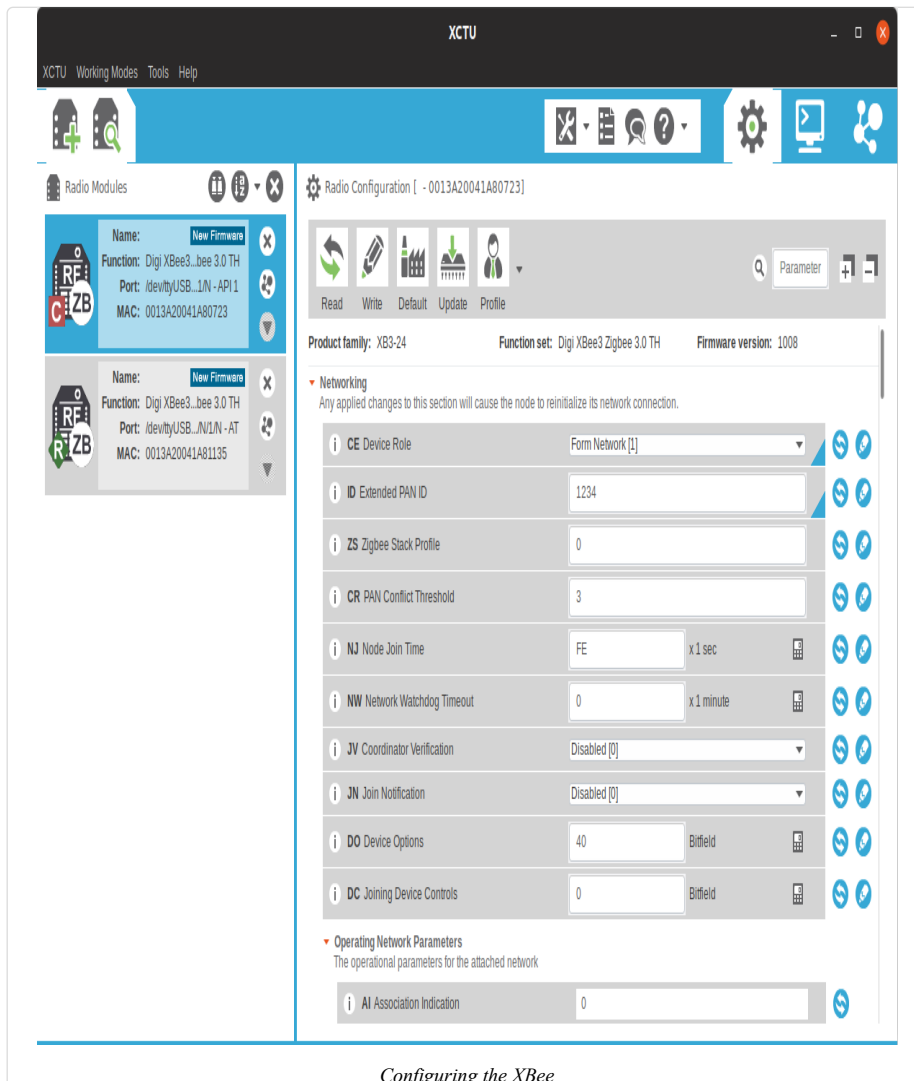 XCTU
XCTU Working Modes Tools Help
Radio Modules
Radio Configuration [ - 0013A20041A80723]
Name: New Firmware
Function: Digi XBee3...bee 3.0 TH
Port: /dev/ttyUSB...1/N - API 1
MAC: 0013A20041A80723
RF
C ZB
Name: New Firmware
Function: Digi XBee3...bee 3.0 TH
Port: /dev/ttyUSB.../N/1/N - AT
MAC: 0013A20041A81135
RF
R ZB
Read Write Default Update Profile
Parameter
Product family: XB3-24 Function set: Digi XBee3 Zigbee 3.0 TH Firmware version: 1008
Networking
Any applied changes to this section will cause the node to reinitialize its network connection.
i CE Device Role Form Network [1]
i ID Extended PAN ID 1234
i ZS Zigbee Stack Profile 0
i CR PAN Conflict Threshold 3
i NJ Node Join Time FE x 1 sec
i NW Network Watchdog Timeout 0 x 1 minute
i JV Coordinator Verification Disabled [0]
i JN Join Notification Disabled [0]
i DO Device Options 40 Bitfield
i DC Joining Device Controls 0 Bitfield
Operating Network Parameters
The operational parameters for the attached network
i AI Association Indication 0
Configuring the XBee